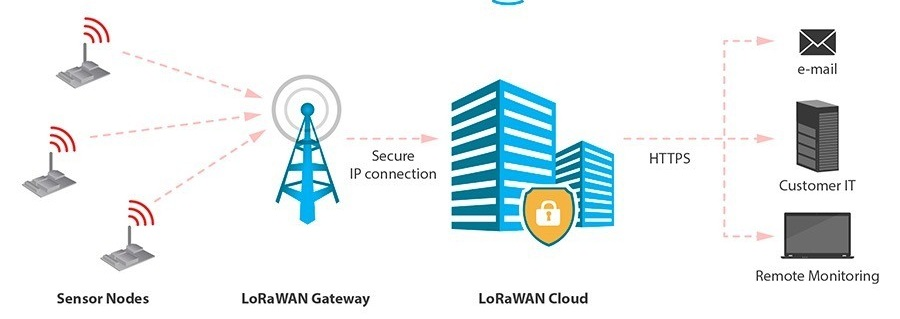 e-mail
Secure
IP connection
HTTPS
Customer IT
Remote Monitoring
Sensor Nodes
LoRaWAN Gateway
LoRaWAN Cloud